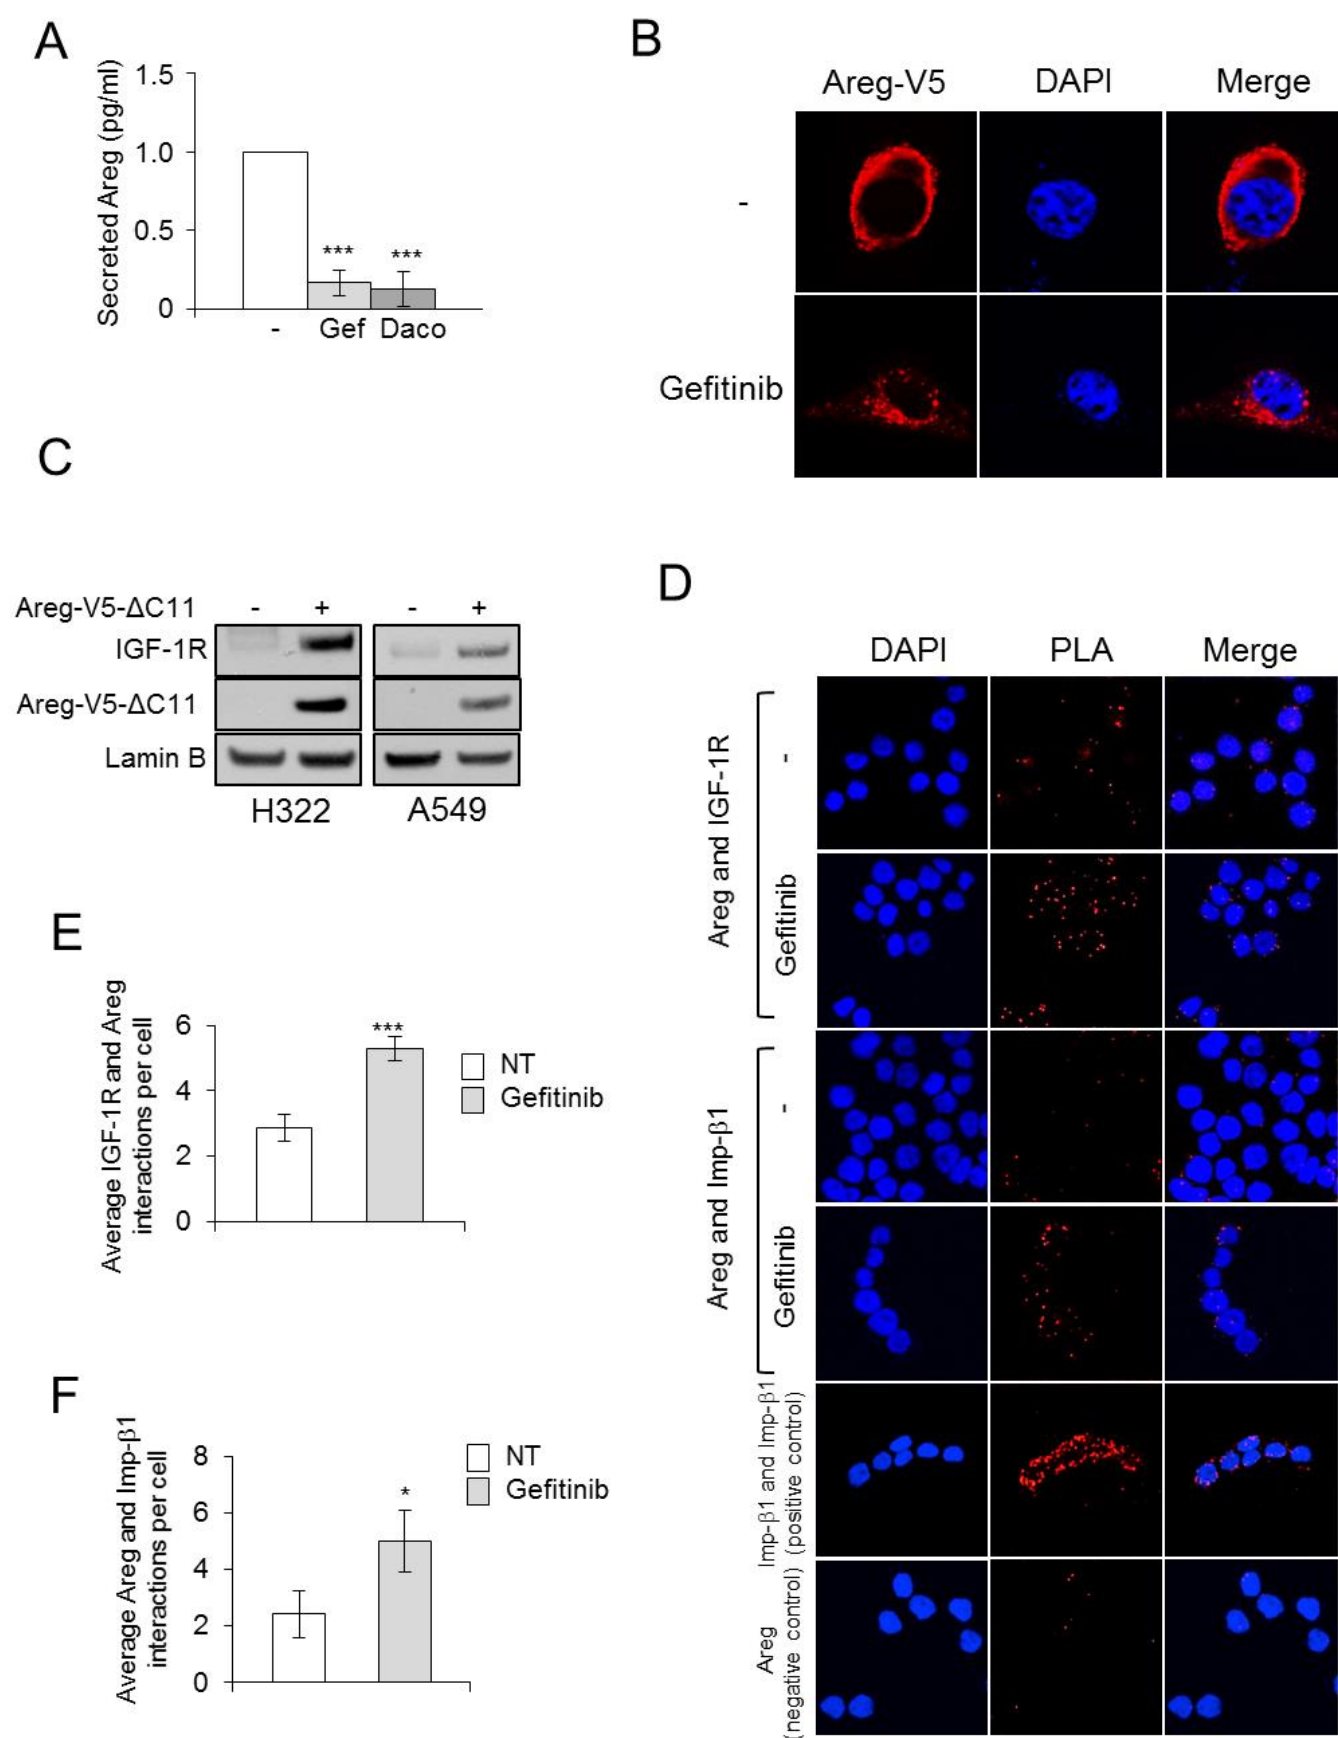 A
Secreted Areg (pg/ml)
1.5
1.0
0.5
0
***
***
-
Gef
Daco
B
Areg-V5
DAPI
Merge
-
Gefitinib
C
Areg-V5-ΔC11
-
+
-
+
IGF-1R
Areg-V5-ΔC11
Lamin B
H322
A549
D
DAPI
PLA
Merge
Areg and IGF-1R
-
Gefitinib
Areg and Imp-β1
-
Gefitinib
Imp-β1 and Imp-β1
(positive control)
Areg
(negative control)
E
Average IGF-1R and Areg
interactions per cell
6
4
2
0
***
NT
Gefitinib
F
Average Areg and Imp-β1
interactions per cell
8
6
4
2
0
*
NT
Gefitinib